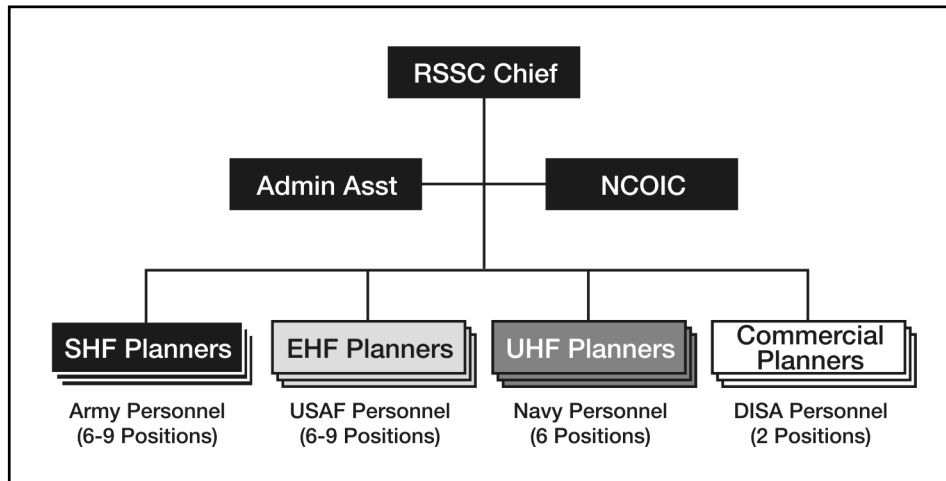 RSSC Chief
Admin Asst
NCOIC
SHF Planners
EHF Planners
UHF Planners
Commercial
Planners
Army Personnel
(6-9 Positions)
USAF Personnel
(6-9 Positions)
Navy Personnel
(6 Positions)
DISA Personnel
(2 Positions)